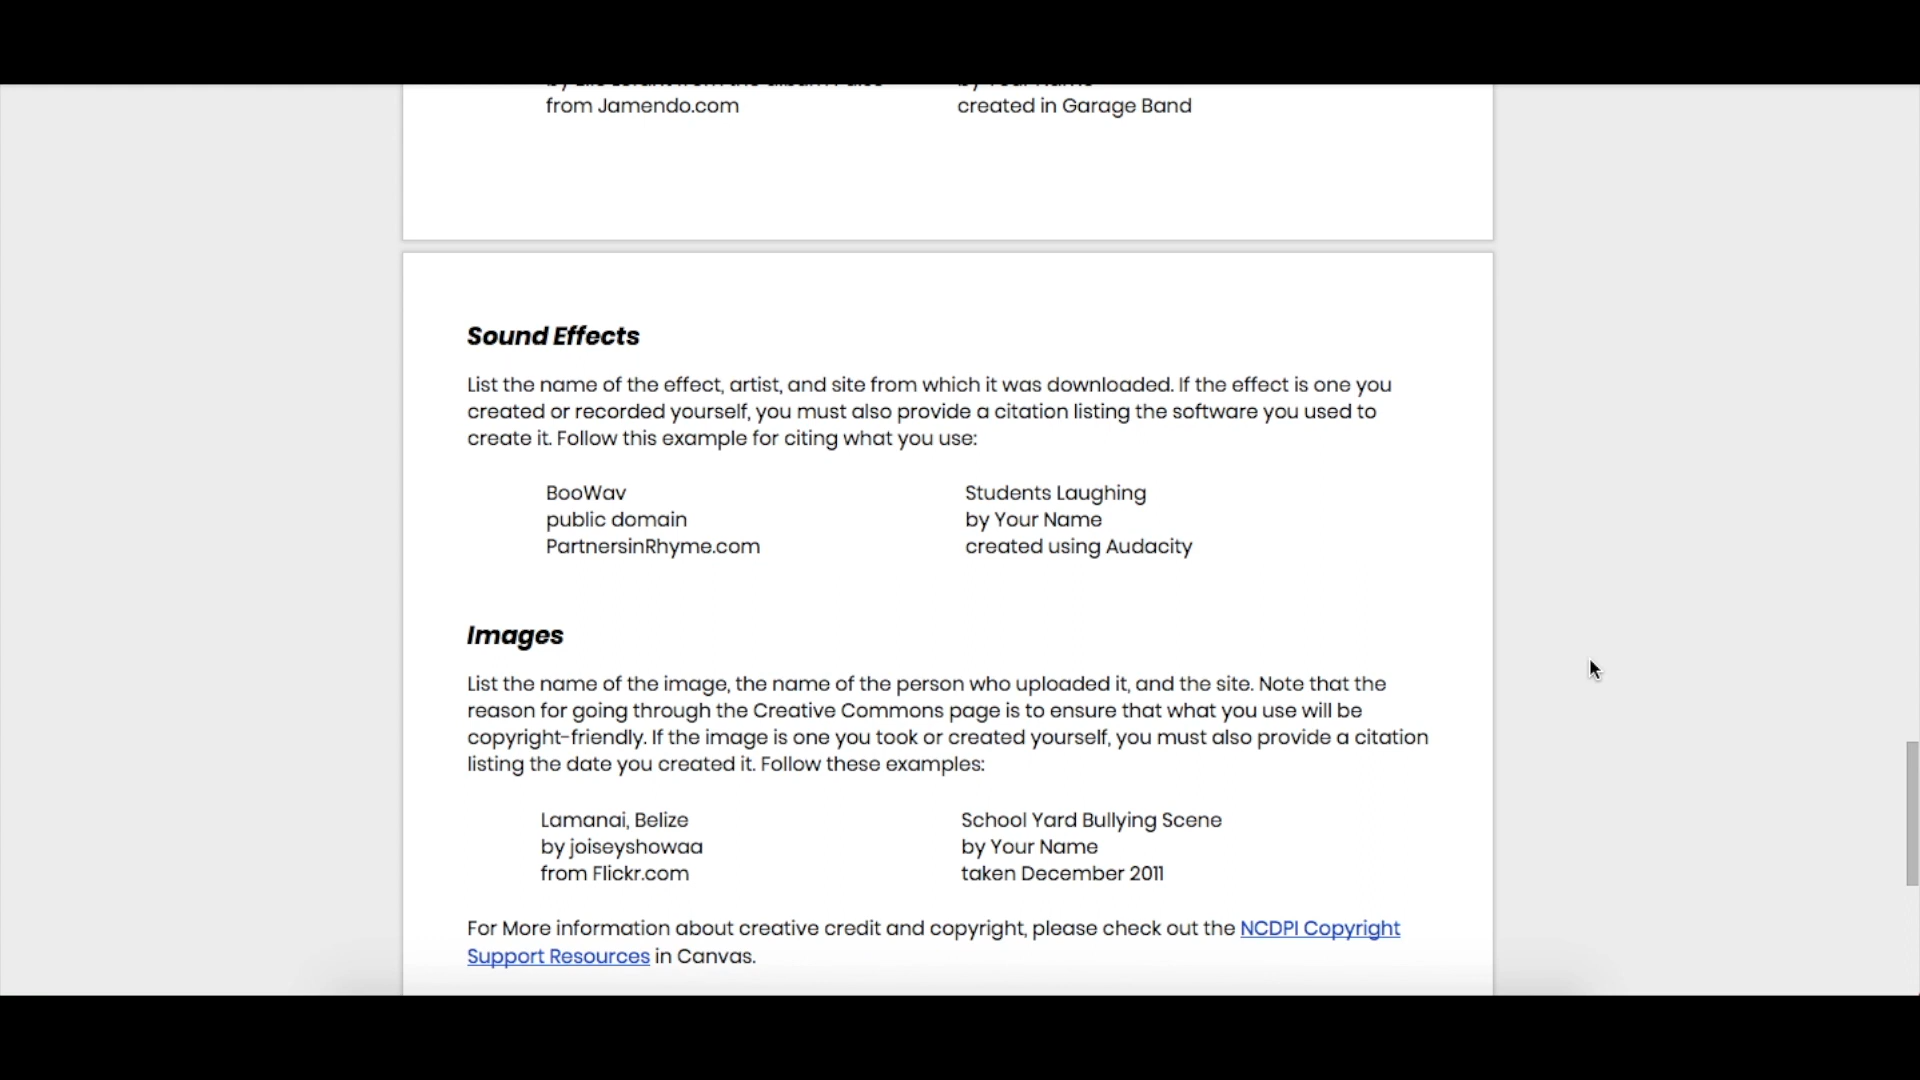 from Jamendo.com
created in Garage Band
Sound Effects
List the name of the effect, artist, and site from which it was downloaded. If the effect is one you
created or recorded yourself, you must also provide a citation listing the software you used to
create it. Follow this example for citing what you use:
BooWav
public domain
PartnersinRhyme.com
Students Laughing
by Your Name
created using Audacity
Images
List the name of the image, the name of the person who uploaded it, and the site. Note that the
reason for going through the Creative Commons page is to ensure that what you use will be
copyright-friendly. If the image is one you took or created yourself, you must also provide a citation
listing the date you created it. Follow these examples:
Lamanai, Belize
by joiseyshowaa
from Flickr.com
School Yard Bullying Scene
by Your Name
taken December 2011
For More information about creative credit and copyright, please check out the NCDPI Copyright
Support Resources in Canvas.